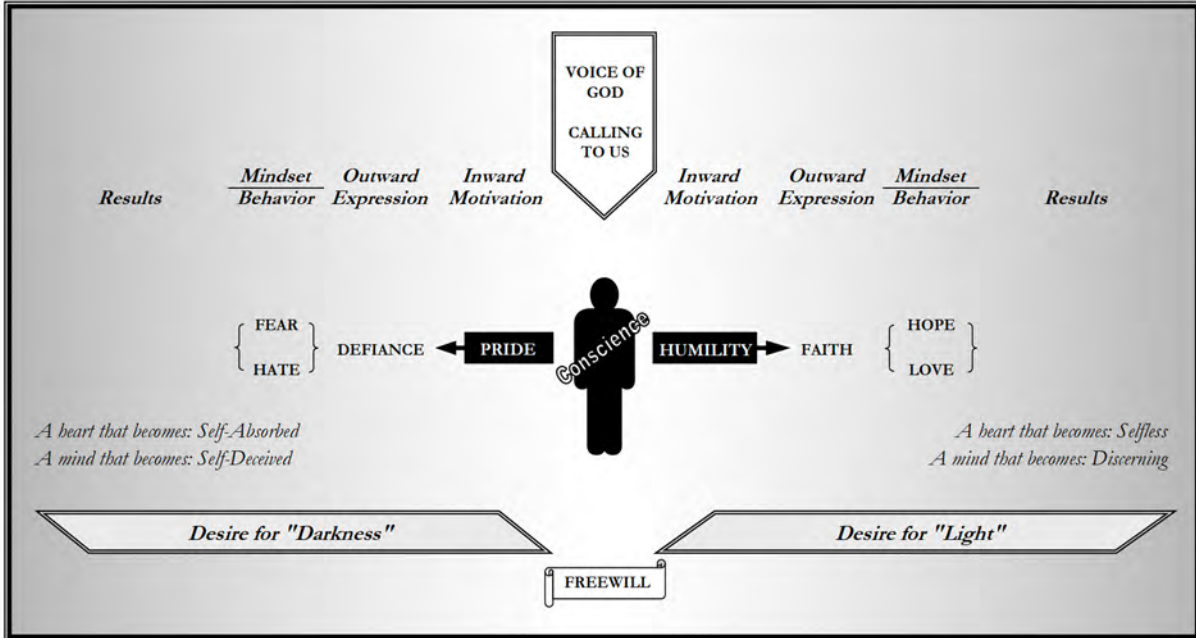 VOICE OF
GOD
CALLING
TO US
Results
Mindset
Behavior
Outward
Expression
Inward
Motivation
Inward
Motivation
Outward
Expression
Mindset
Behavior
Results
FEAR
HATE
DEFIANCE
PRIDE
Conscience
HUMILITY
FAITH
HOPE
LOVE
A heart that becomes: Self-Absorbed
A mind that becomes: Self-Deceived
A heart that becomes: Selfless
A mind that becomes: Discerning
Desire for "Darkness"
Desire for "Light"
FREEWILL